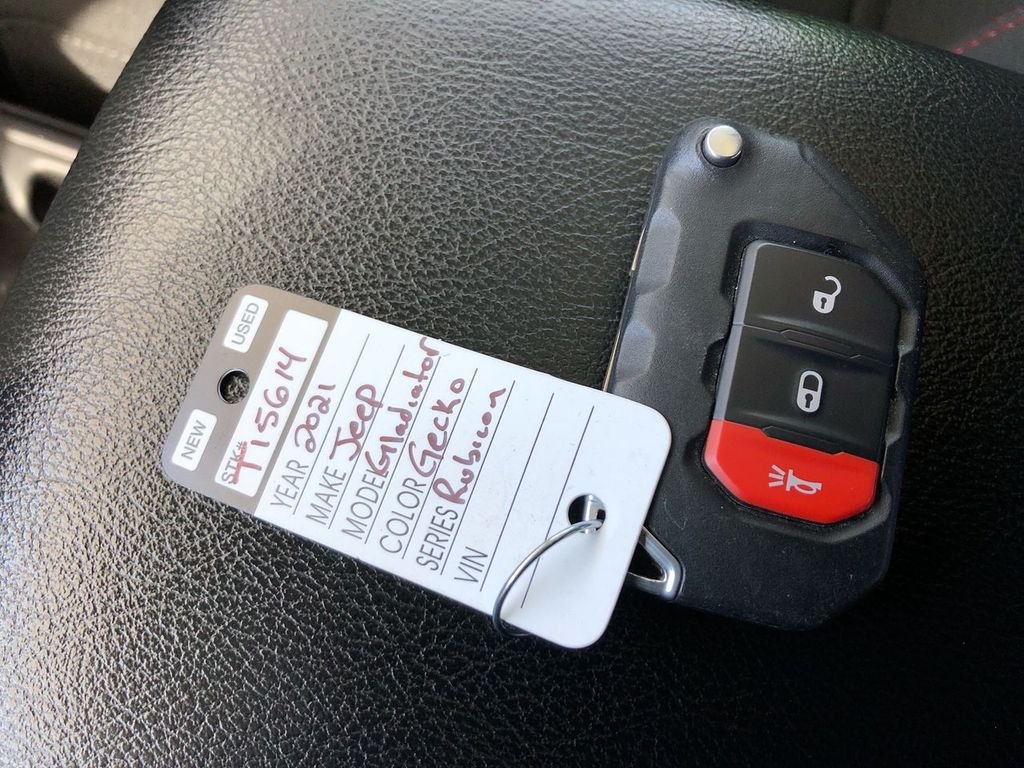 NEW USED
STK# T15614
YEAR 2021
MAKE Jeep
MODEL Gladiator
COLOR Gecko
SERIES Rubicon
VIN